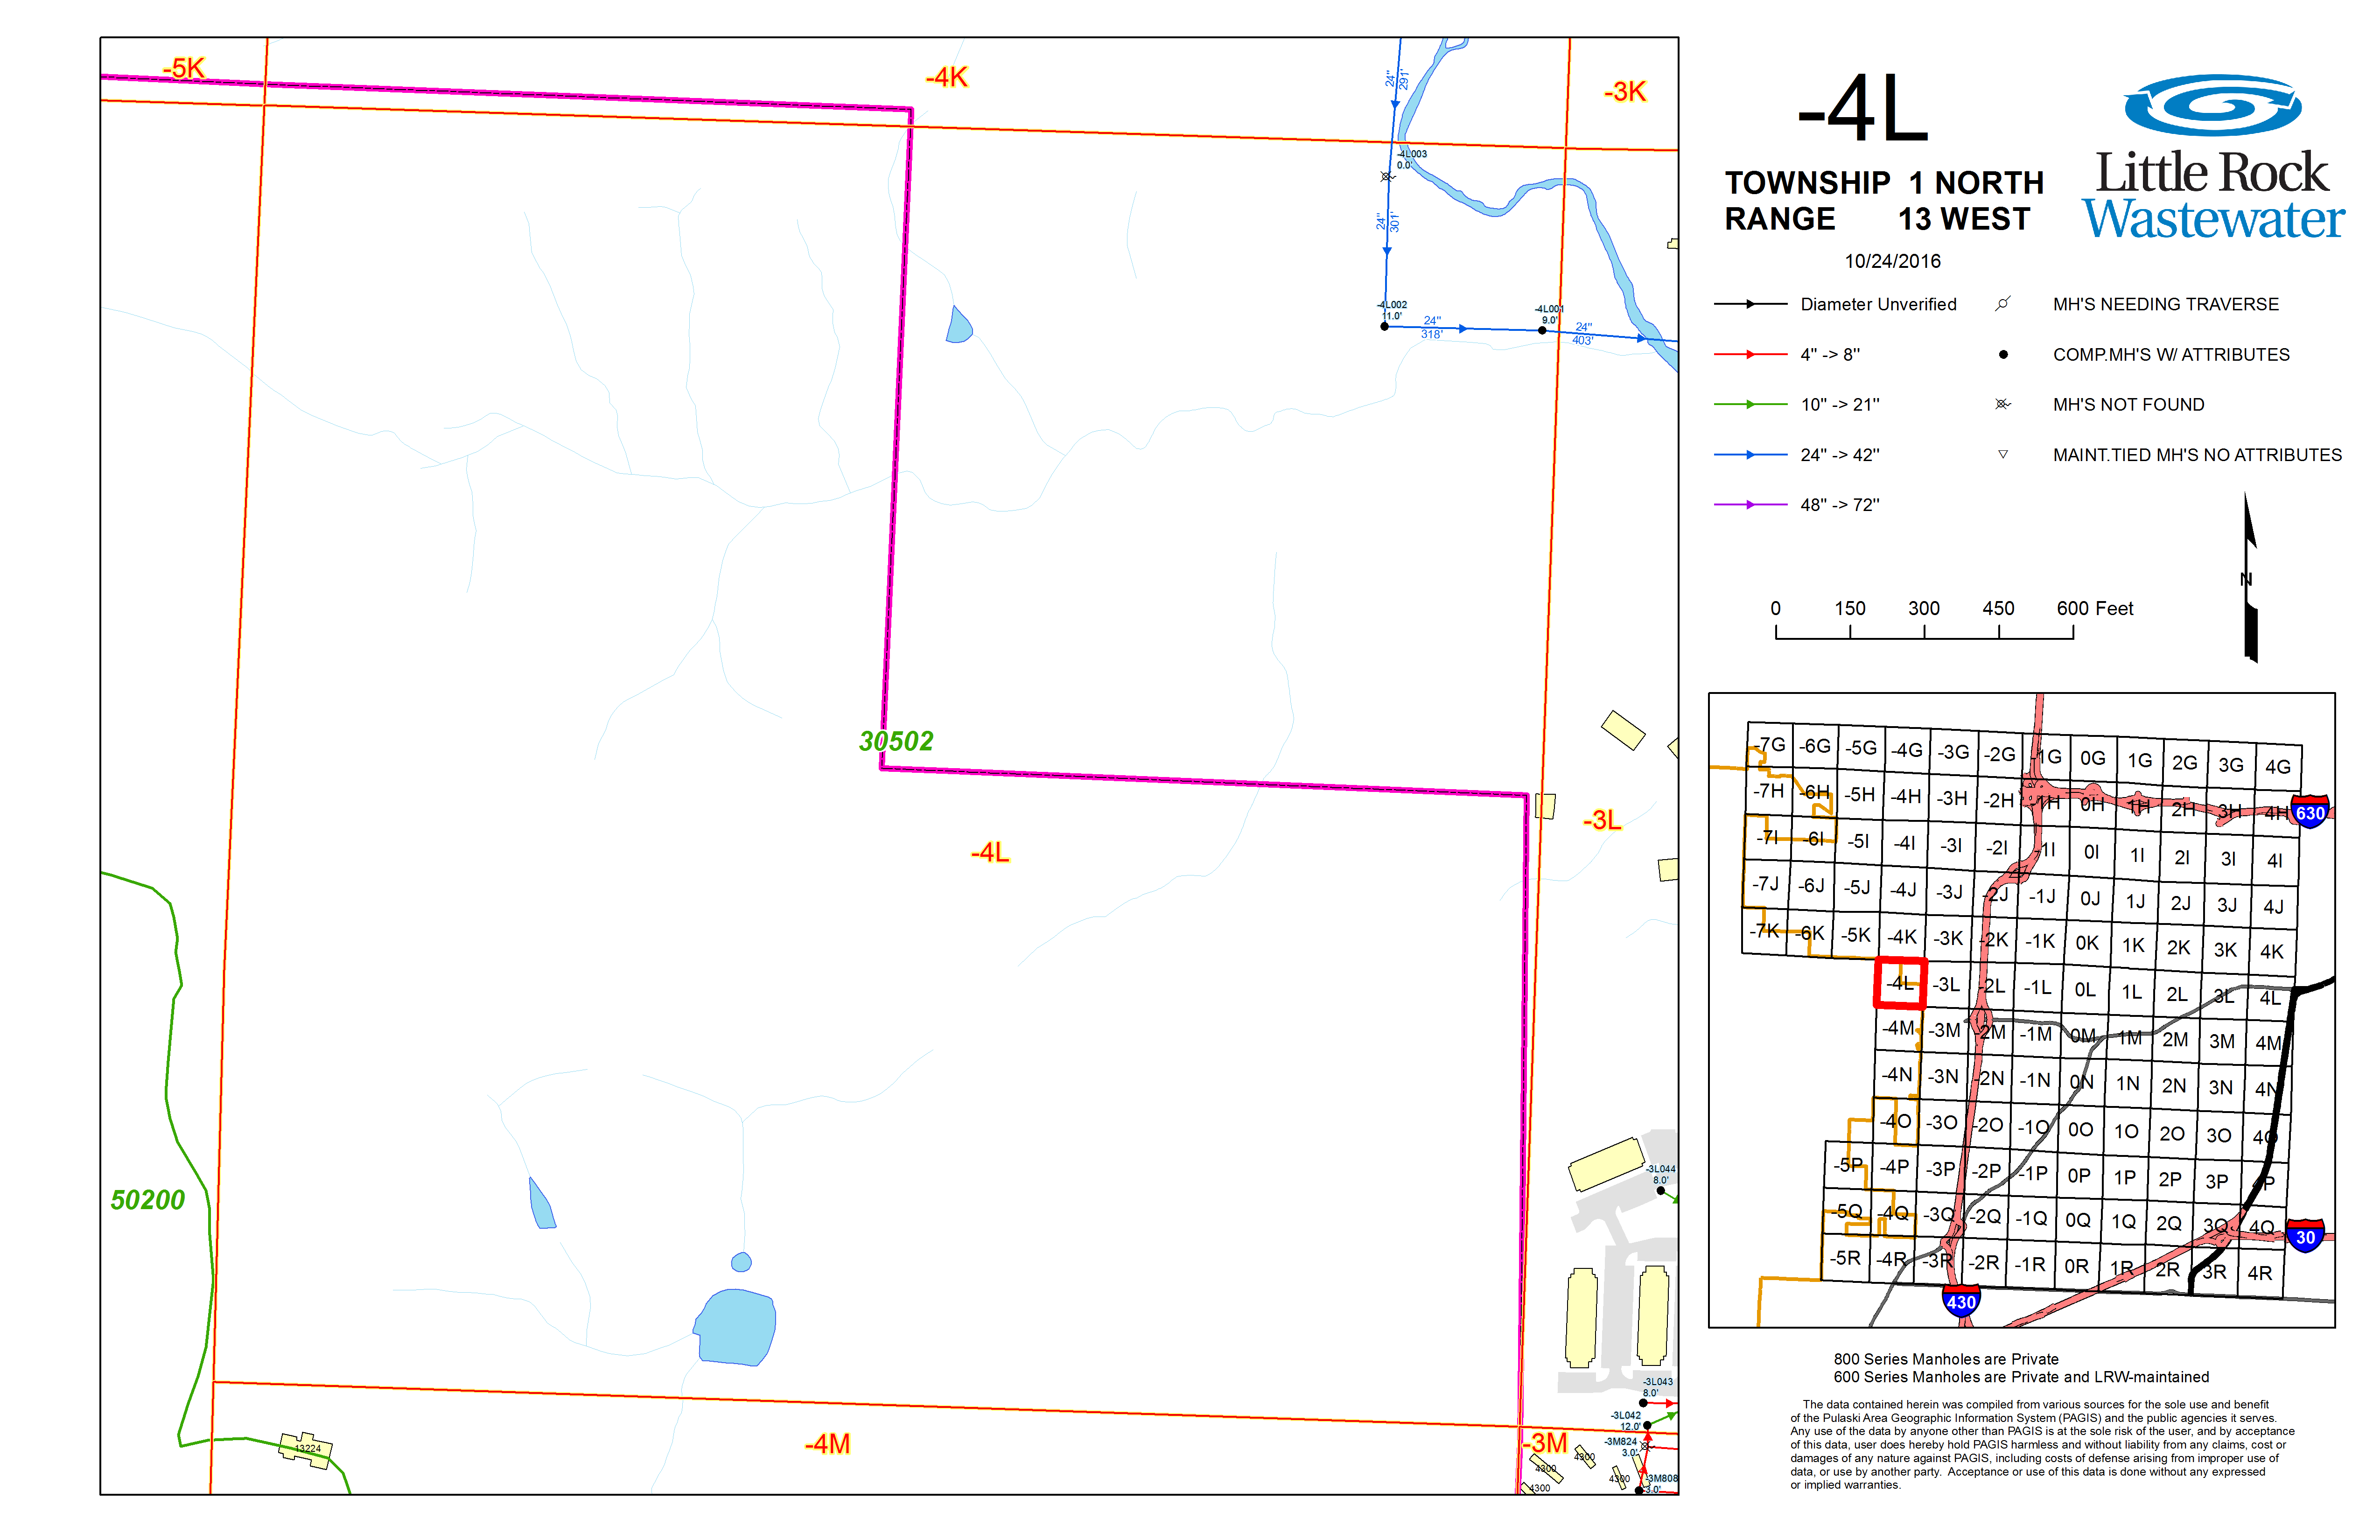 -5K
-4K
-3K
24"
291'
-4L003
0.0'
24"
301'
-4L002
11.0'
24"
318'
-4L001
9.0'
24"
403'
30502
-4L
-3L
50200
-3L044
8.0'
-3L043
8.0'
-3L042
12.0'
-3M824
3.0'
-3M808
3.0'
-4M
-3M
13224
4300
4300
4300
4300
-4L
TOWNSHIP 1 NORTH
RANGE 13 WEST
10/24/2016
Little Rock
Wastewater
Diameter Unverified
4" -> 8"
10" -> 21"
24" -> 42"
48" -> 72"
MH'S NEEDING TRAVERSE
COMP.MH'S W/ ATTRIBUTES
MH'S NOT FOUND
MAINT.TIED MH'S NO ATTRIBUTES
N
0 150 300 450 600 Feet
-7G -6G -5G -4G -3G -2G -1G 0G 1G 2G 3G 4G
-7H -6H -5H -4H -3H -2H -1H 0H 1H 2H 3H 4H
630
-7I -6I -5I -4I -3I -2I -1I 0I 1I 2I 3I 4I
-7J -6J -5J -4J -3J -2J -1J 0J 1J 2J 3J 4J
-7K -6K -5K -4K -3K -2K -1K 0K 1K 2K 3K 4K
-4L -3L -2L -1L 0L 1L 2L 3L 4L
-4M -3M -2M -1M 0M 1M 2M 3M 4M
-4N -3N -2N -1N 0N 1N 2N 3N 4N
-4O -3O -2O -1O 0O 1O 2O 3O 4O
-5P -4P -3P -2P -1P 0P 1P 2P 3P 4P
-5Q -4Q -3Q -2Q -1Q 0Q 1Q 2Q 3Q 4Q
30
-5R -4R -3R -2R -1R 0R 1R 2R 3R 4R
430
800 Series Manholes are Private
600 Series Manholes are Private and LRW-maintained
The data contained herein was compiled from various sources for the sole use and benefit
of the Pulaski Area Geographic Information System (PAGIS) and the public agencies it serves.
Any use of the data by anyone other than PAGIS is at the sole risk of the user, and by acceptance
of this data, user does hereby hold PAGIS harmless and without liability from any claims, cost or
damages of any nature against PAGIS, including costs of defense arising from improper use of
data, or use by another party. Acceptance or use of this data is done without any expressed
or implied warranties.